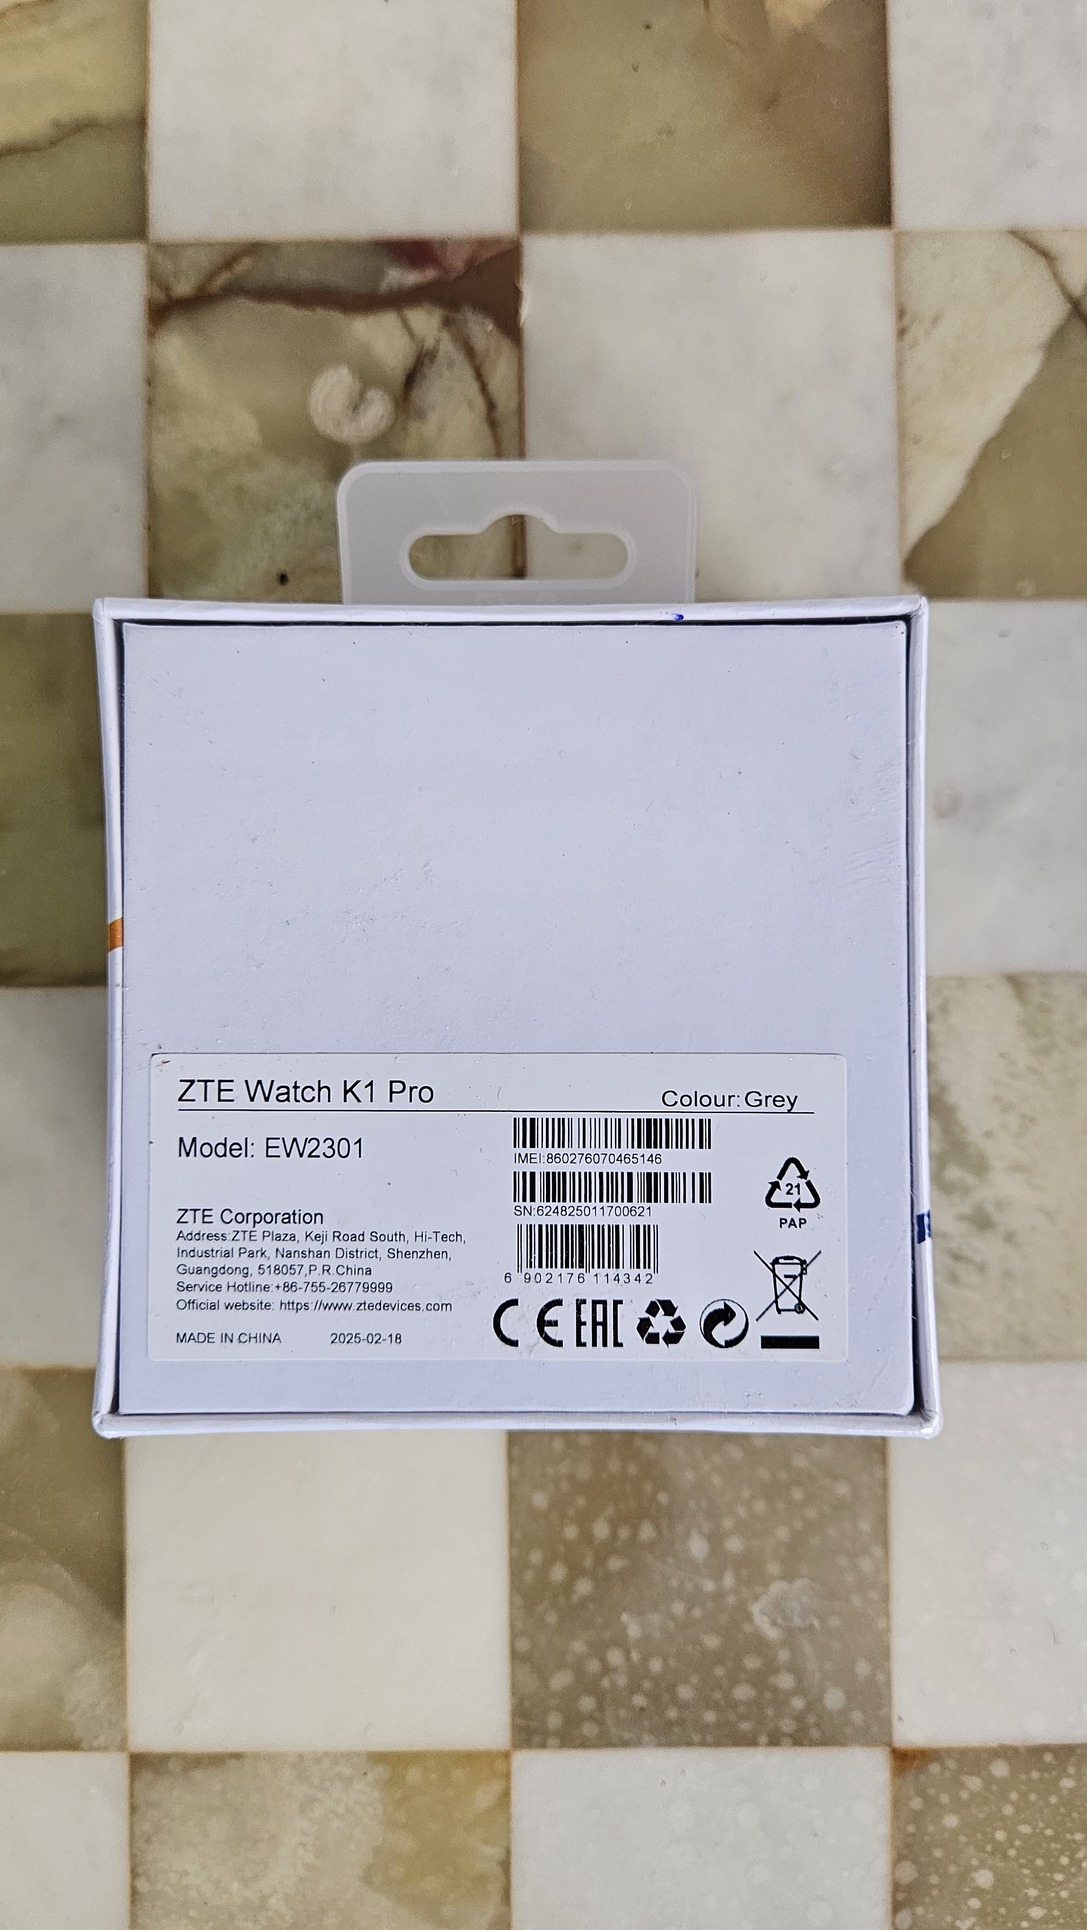 ZTE Watch K1 Pro
Colour: Grey
Model: EW2301
IMEI:860276070465146
SN:624825011700621
6 902176 114342
ZTE Corporation
Address:ZTE Plaza, Keji Road South, Hi-Tech,
Industrial Park, Nanshan District, Shenzhen,
Guangdong, 518057,P.R.China
Service Hotline:+86-755-26779999
Official website: https://www.ztedevices.com
MADE IN CHINA 2025-02-18
21
PAP
CE EAC